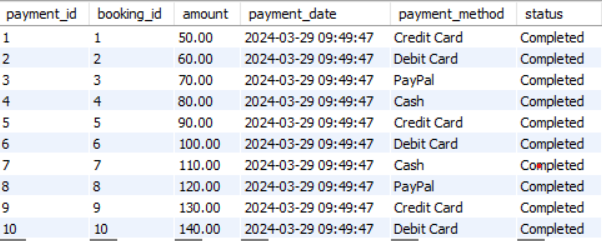 payment_id booking_id amount payment_date payment_method status
1 1 50.00 2024-03-29 09:49:47 Credit Card Completed
2 2 60.00 2024-03-29 09:49:47 Debit Card Completed
3 3 70.00 2024-03-29 09:49:47 PayPal Completed
4 4 80.00 2024-03-29 09:49:47 Cash Completed
5 5 90.00 2024-03-29 09:49:47 Credit Card Completed
6 6 100.00 2024-03-29 09:49:47 Debit Card Completed
7 7 110.00 2024-03-29 09:49:47 Cash Completed
8 8 120.00 2024-03-29 09:49:47 PayPal Completed
9 9 130.00 2024-03-29 09:49:47 Credit Card Completed
10 10 140.00 2024-03-29 09:49:47 Debit Card Completed